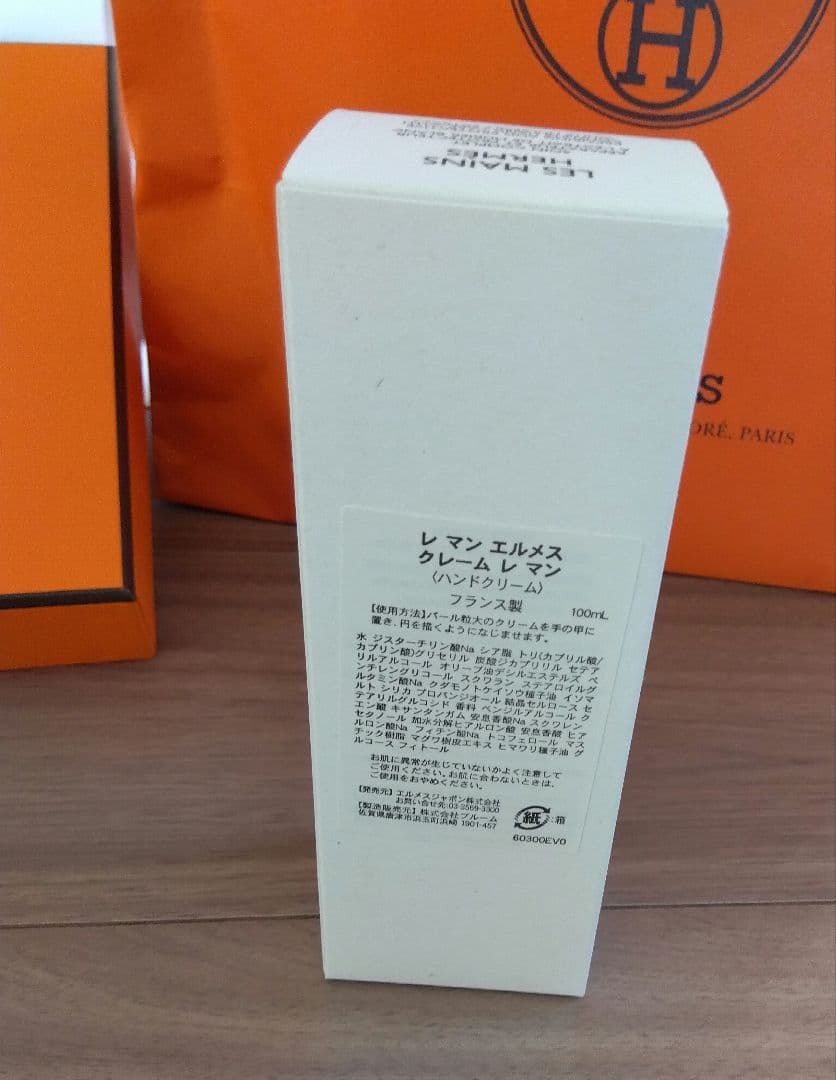 H
S
ORÉ, PARIS
LES MAINS
HERMÈS
レ マン エルメス
クレーム レ マン
〈ハンドクリーム〉
フランス製 100mL
【使用方法】パール粒大のクリームを手の甲に
置き、円を描くようになじませます。
水 ジスターチリン酸Na シア脂 トリ(カプリル酸/
カプリン酸)グリセリル 炭酸ジカプリリル セテア
リルアルコール オリーブ油デシルエステルズ ペ
ンチレングリコール スクワラン ステアロイルグ
ルタミン酸Na クダモノトケイソウ種子油 イソマ
ルト シリカ プロパンジオール 結晶セルロース セ
テアリルグルコシド 香料 ベンジルアルコール ク
エン酸 キサンタンガム 安息香酸Na スクワレン
セタノール 加水分解ヒアルロン酸 安息香酸 ヒア
ルロン酸Na フィチン酸Na トコフェロール マス
チック樹脂 マグワ樹皮エキス ヒマワリ種子油 グ
ルコース フィトール
お肌に異常が生じていないかよく注意して
ご使用ください。お肌に合わないときは、
ご使用をおやめください。
【発売元】エルメスジャポン株式会社
お問い合せ先:03-3569-3300
【製造販売元】株式会社ブルーム
佐賀県唐津市浜玉町浜崎 1901-457
紙 :箱
60300EV0